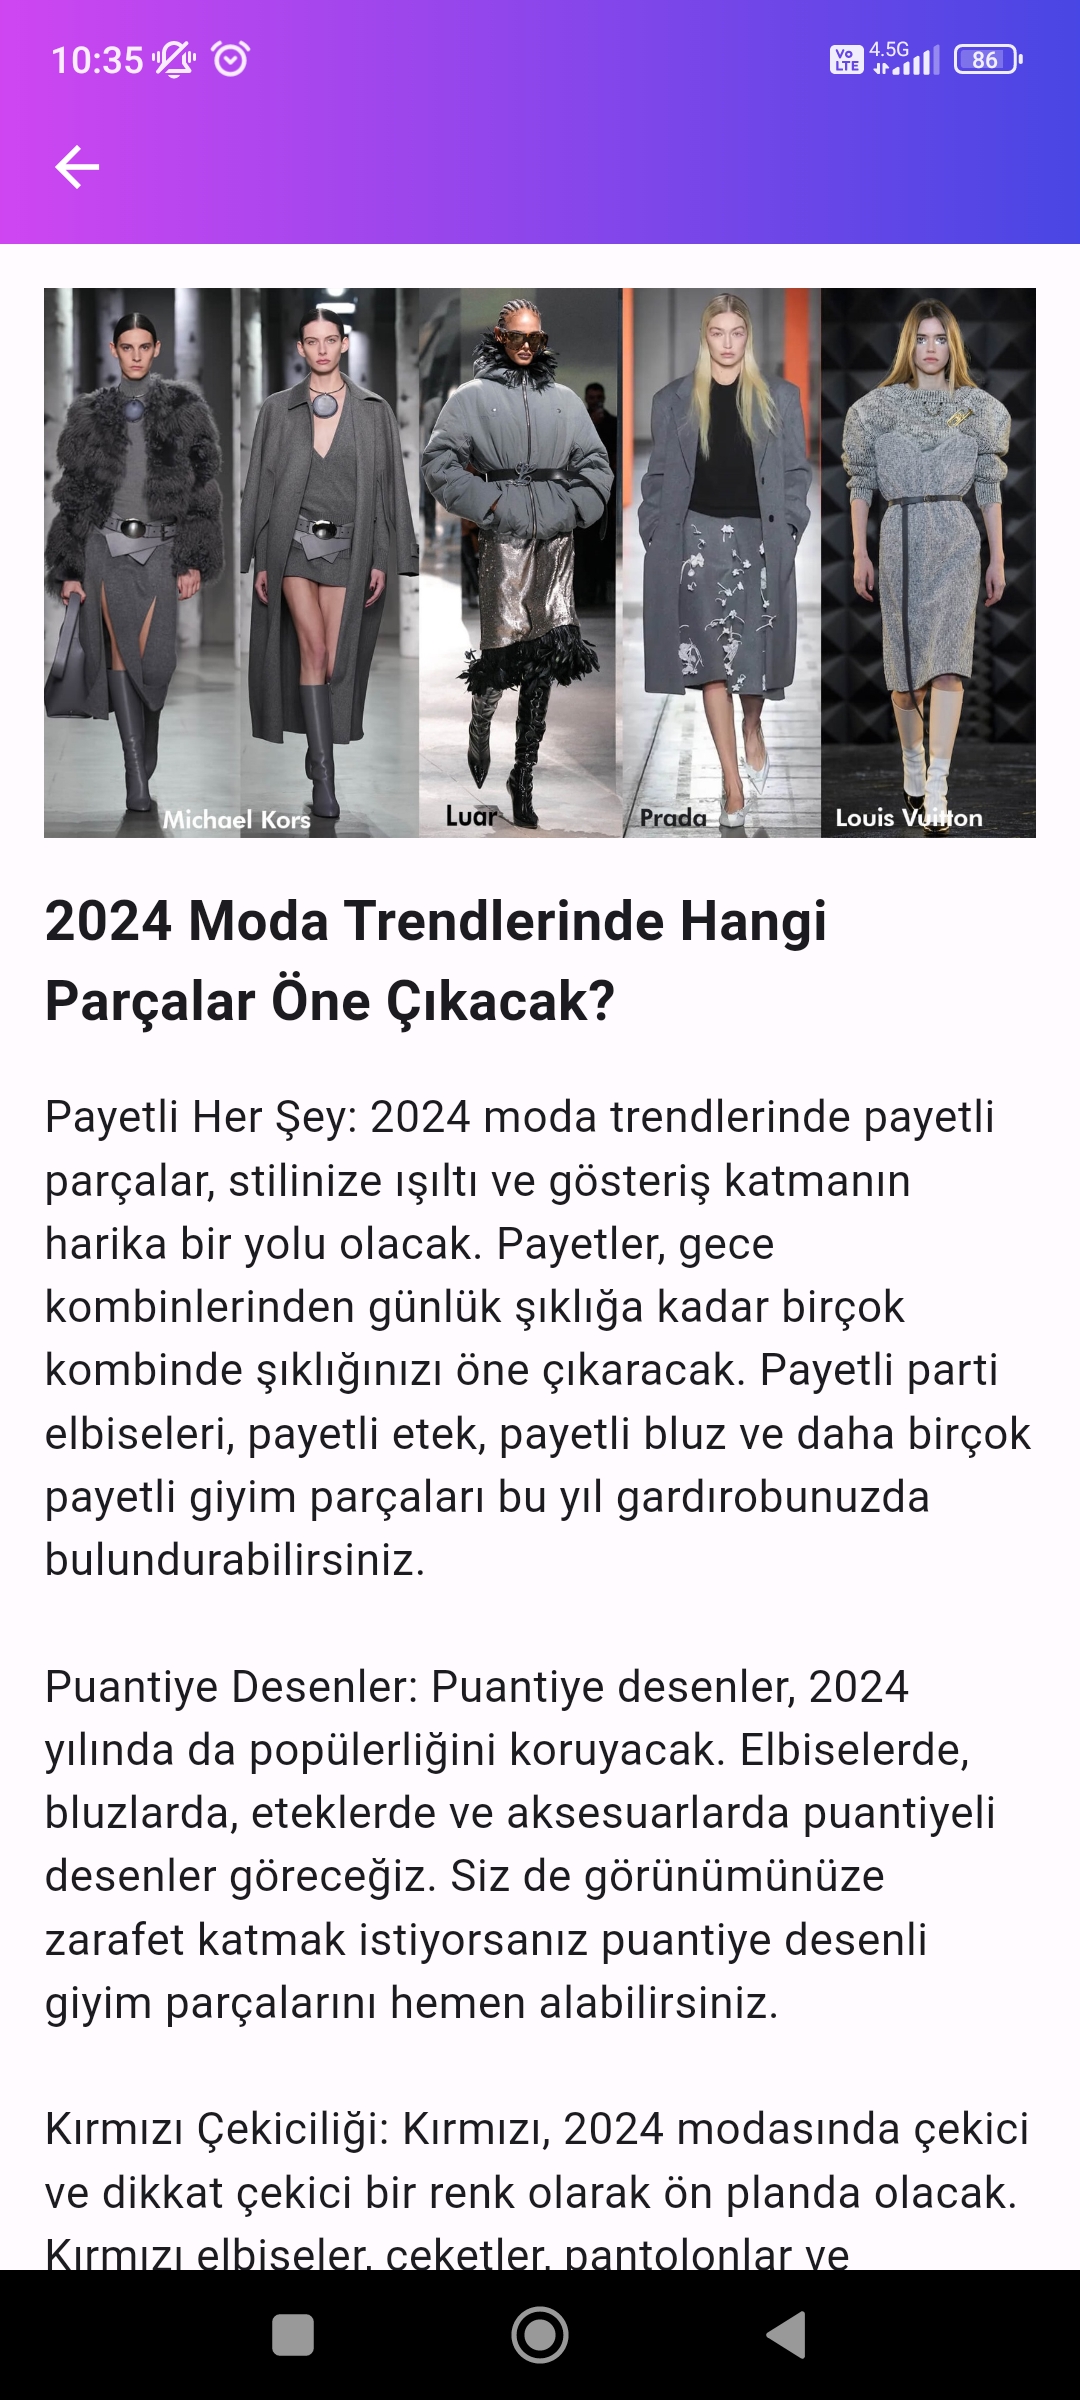 10:35
Vo LTE 4.5G 86
Michael Kors
Luar
Prada
Louis Vuitton
2024 Moda Trendlerinde Hangi
Parçalar Öne Çıkacak?
Payetli Her Şey: 2024 moda trendlerinde payetli
parçalar, stilinize ışıltı ve gösteriş katmanın
harika bir yolu olacak. Payetler, gece
kombinlerinden günlük şıklığa kadar birçok
kombinde şıklığınızı öne çıkaracak. Payetli parti
elbiseleri, payetli etek, payetli bluz ve daha birçok
payetli giyim parçaları bu yıl gardırobunuzda
bulundurabilirsiniz.
Puantiye Desenler: Puantiye desenler, 2024
yılında da popülerliğini koruyacak. Elbiselerde,
bluzlarda, eteklerde ve aksesuarlarda puantiyeli
desenler göreceğiz. Siz de görünümünüze
zarafet katmak istiyorsanız puantiye desenli
giyim parçalarını hemen alabilirsiniz.
Kırmızı Çekiciliği: Kırmızı, 2024 modasında çekici
ve dikkat çekici bir renk olarak ön planda olacak.
Kırmızı elbiseler, ceketler, pantolonlar ve